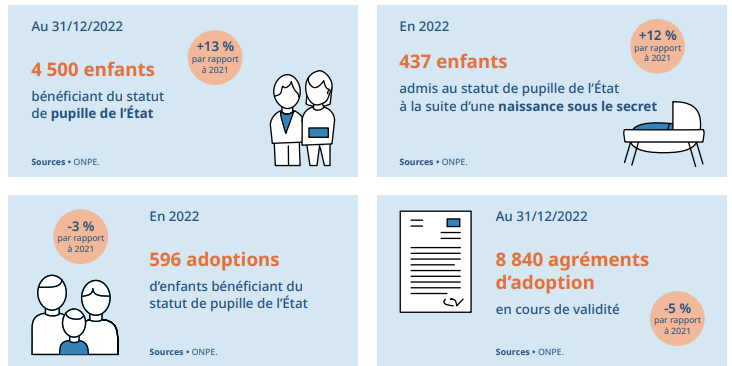 Au 31/12/2022
+13 %
par rapport
à 2021
4 500 enfants
bénéficiant du statut
de pupille de l'État
Sources • ONPE.
En 2022
+12 %
par rapport
à 2021
437 enfants
admis au statut de pupille de l'État
à la suite d'une naissance sous le secret
Sources • ONPE.
-3 %
par rapport
à 2021
En 2022
596 adoptions
d'enfants bénéficiant du
statut de pupille de l'État
Sources • ONPE.
Au 31/12/2022
8 840 agréments
d'adoption
en cours de validité
-5 %
par rapport
à 2021
Sources • ONPE.